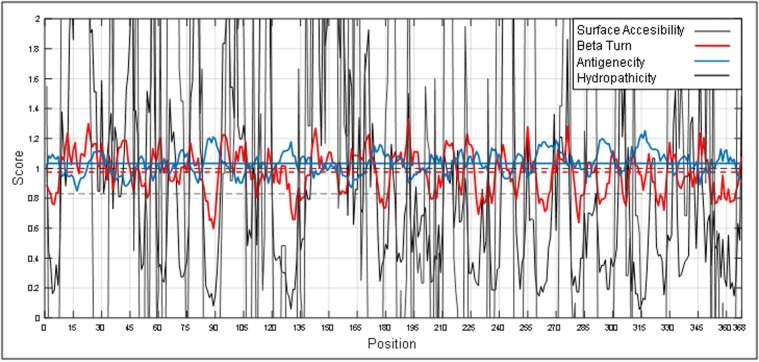 Surface Accesibility
Beta Turn
Antigenecity
Hydropathicity
2
1.8
1.6
1.4
1.2
1
0.8
0.6
0.4
0.2
0
Score
0 15 30 45 60 75 90 105 120 135 150 165 180 195 210 225 240 255 270 285 300 315 330 345 360 368
Position